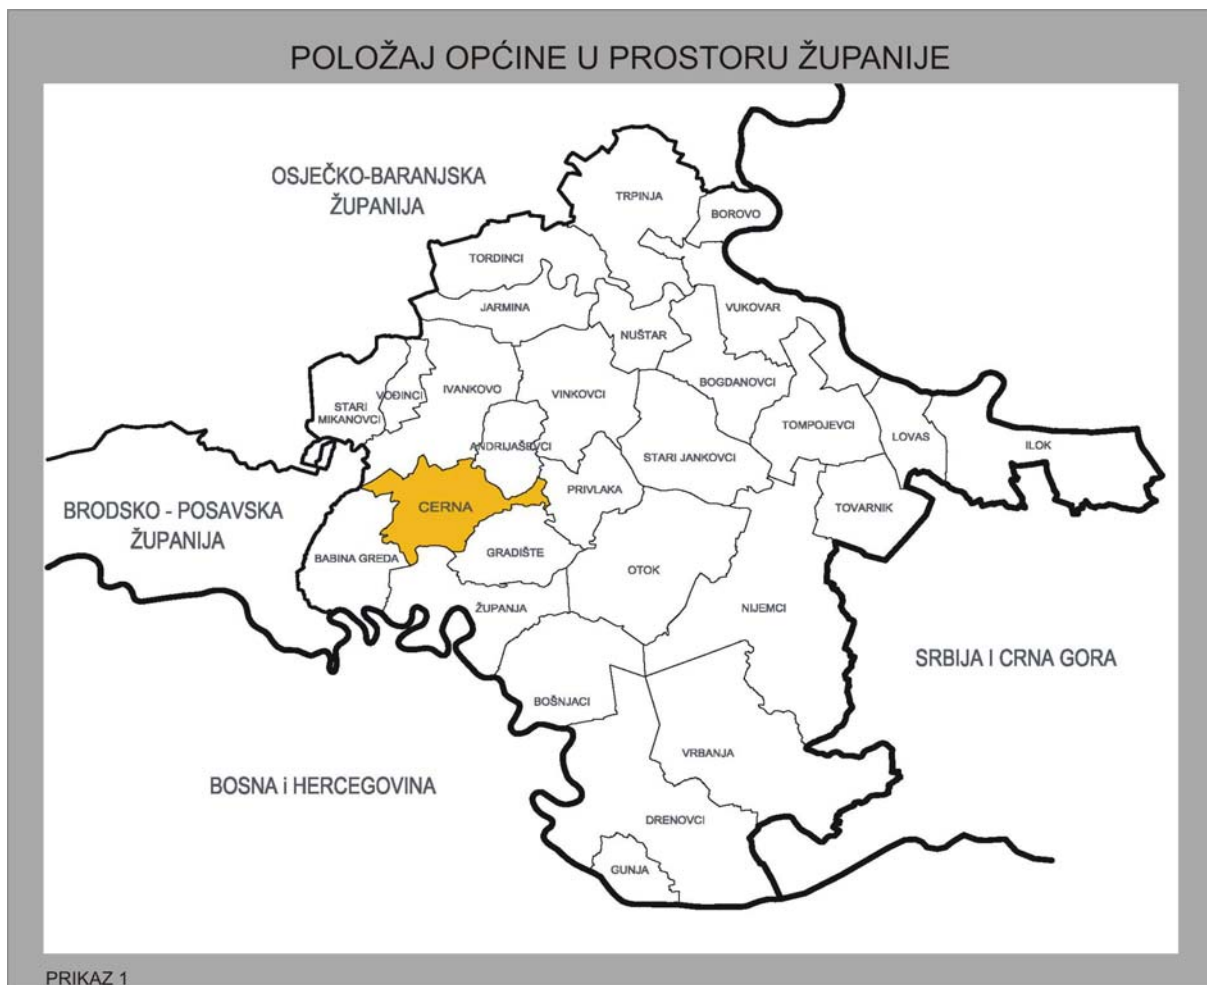 POLOŽAJ OPĆINE U PROSTORU ŽUPANIJE
OSJEČKO-BARANJSKA
ŽUPANIJA
TRPINJA
BOROVO
TORDINCI
JARMINA
NUŠTAR
VUKOVAR
STARI
MIKANOVCI
VOĐINCI
IVANKOVO
VINKOVCI
BOGDANOVCI
ANDRIJAŠEVCI
STARI JANKOVCI
TOMPOJEVCI
LOVAS
ILOK
BRODSKO - POSAVSKA
ŽUPANIJA
CERNA
PRIVLAKA
TOVARNIK
BABINA GREDA
GRADIŠTE
OTOK
ŽUPANJA
NIJEMCI
SRBIJA I CRNA GORA
BOŠNJACI
VRBANJA
BOSNA i HERCEGOVINA
DRENOVCI
GUNJA
PRIKAZ 1